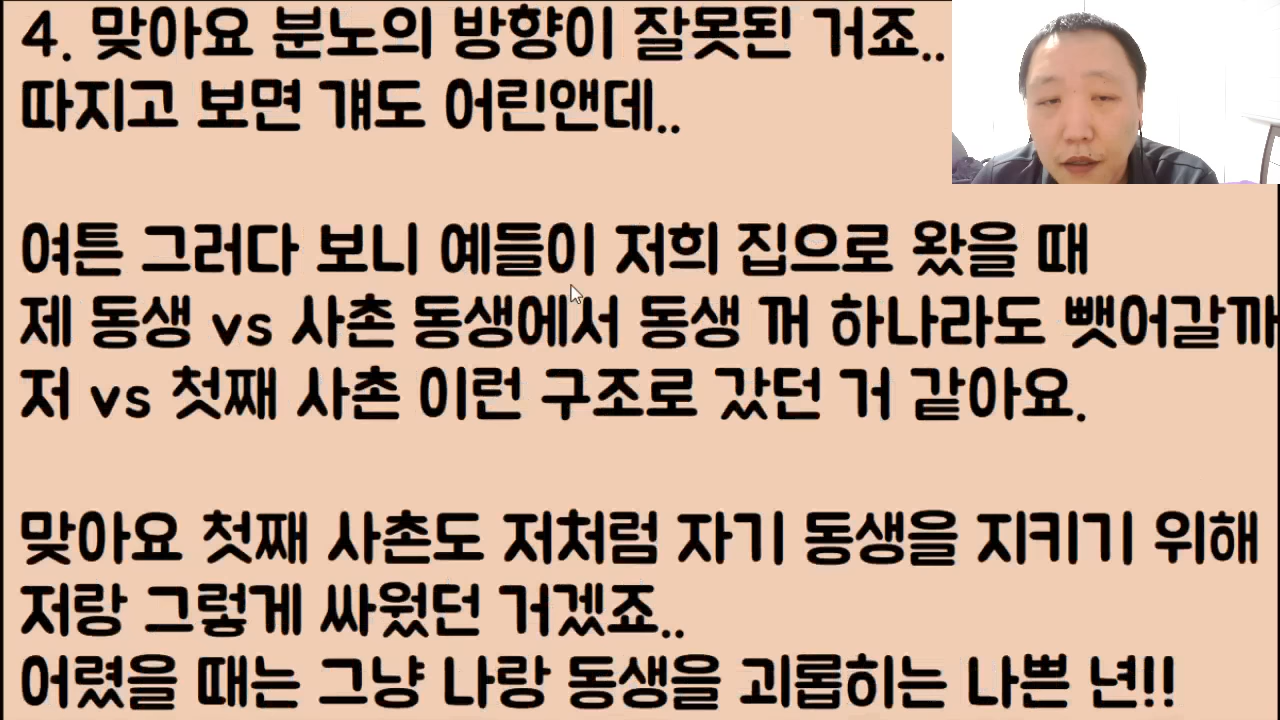 4. 맞아요 분노의 방향이 잘못된 거죠..
따지고 보면 걔도 어린앤데..
여튼 그러다 보니 예들이 저희 집으로 왔을 때
제 동생 vs 사촌 동생에서 동생 꺼 하나라도 뺏어갈까
저 vs 첫째 사촌 이런 구조로 갔던 거 같아요.
맞아요 첫째 사촌도 저처럼 자기 동생을 지키기 위해
저랑 그렇게 싸웠던 거겠죠..
어렸을 때는 그냥 나랑 동생을 괴롭히는 나쁜 년!!